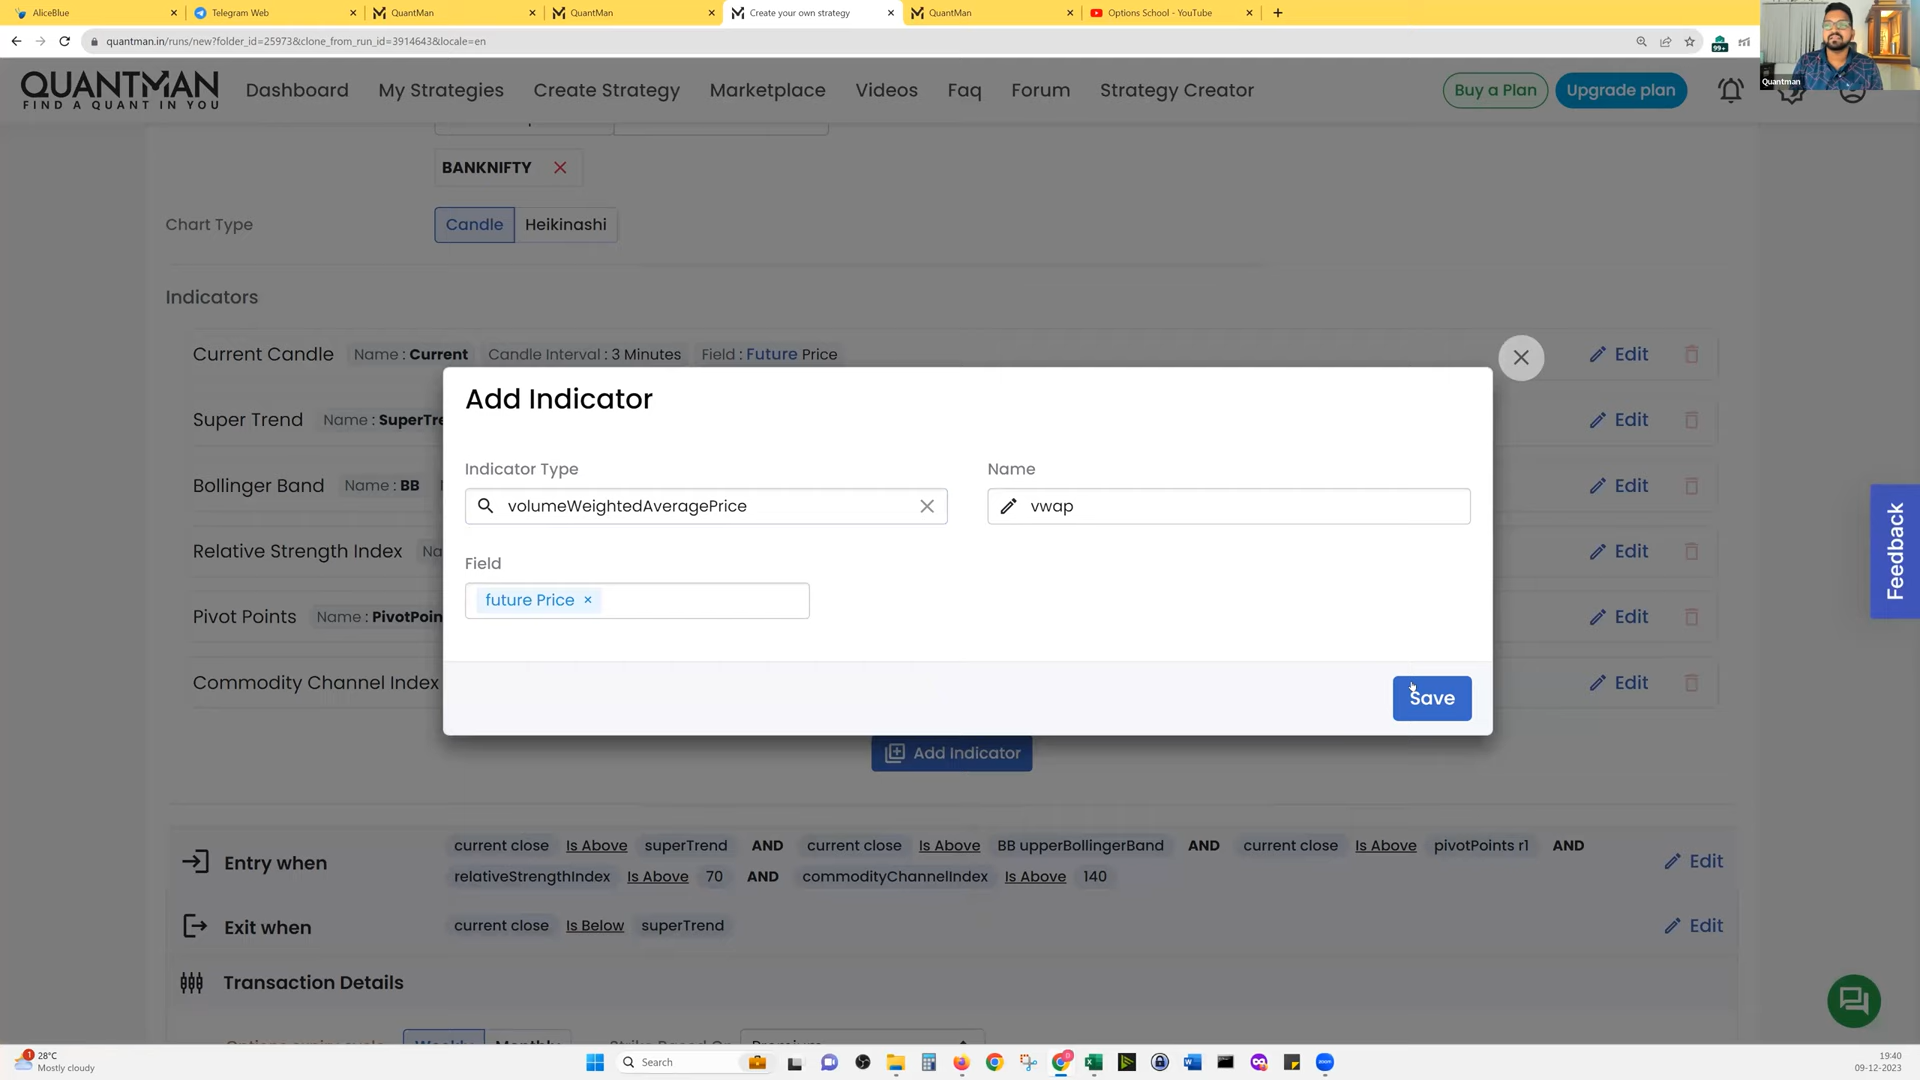 AliceBlue
Telegram Web
QuantMan
QuantMan
Create your own strategy
QuantMan
Options School - YouTube
quantman.in/runs/new?folder_id=25973&clone_from_run_id=3914643&locale=en
99+
QUANTMAN
FIND A QUANT IN YOU
Dashboard
My Strategies
Create Strategy
Marketplace
Videos
Faq
Forum
Strategy Creator
Buy a Plan
Upgrade plan
Quantman
BANKNIFTY
Chart Type
Candle
Heikinashi
Indicators
Current Candle Name : Current Candle Interval : 3 Minutes Field : Future Price Edit
Super Trend Name : SuperTre Edit
Bollinger Band Name : BB Edit
Relative Strength Index Na Edit
Pivot Points Name : PivotPoin Edit
Commodity Channel Index Edit
Add Indicator
Indicator Type
Name
volumeWeightedAveragePrice
vwap
Field
future Price ×
Save
Add Indicator
Feedback
Entry when
current close Is Above superTrend AND current close Is Above BB upperBollingerBand AND current close Is Above pivotPoints r1 AND
relativeStrengthIndex Is Above 70 AND commodityChannelIndex Is Above 140
Edit
Exit when
current close Is Below superTrend
Edit
Transaction Details
1
28°C
Mostly cloudy
Search
19:40
09-12-2023